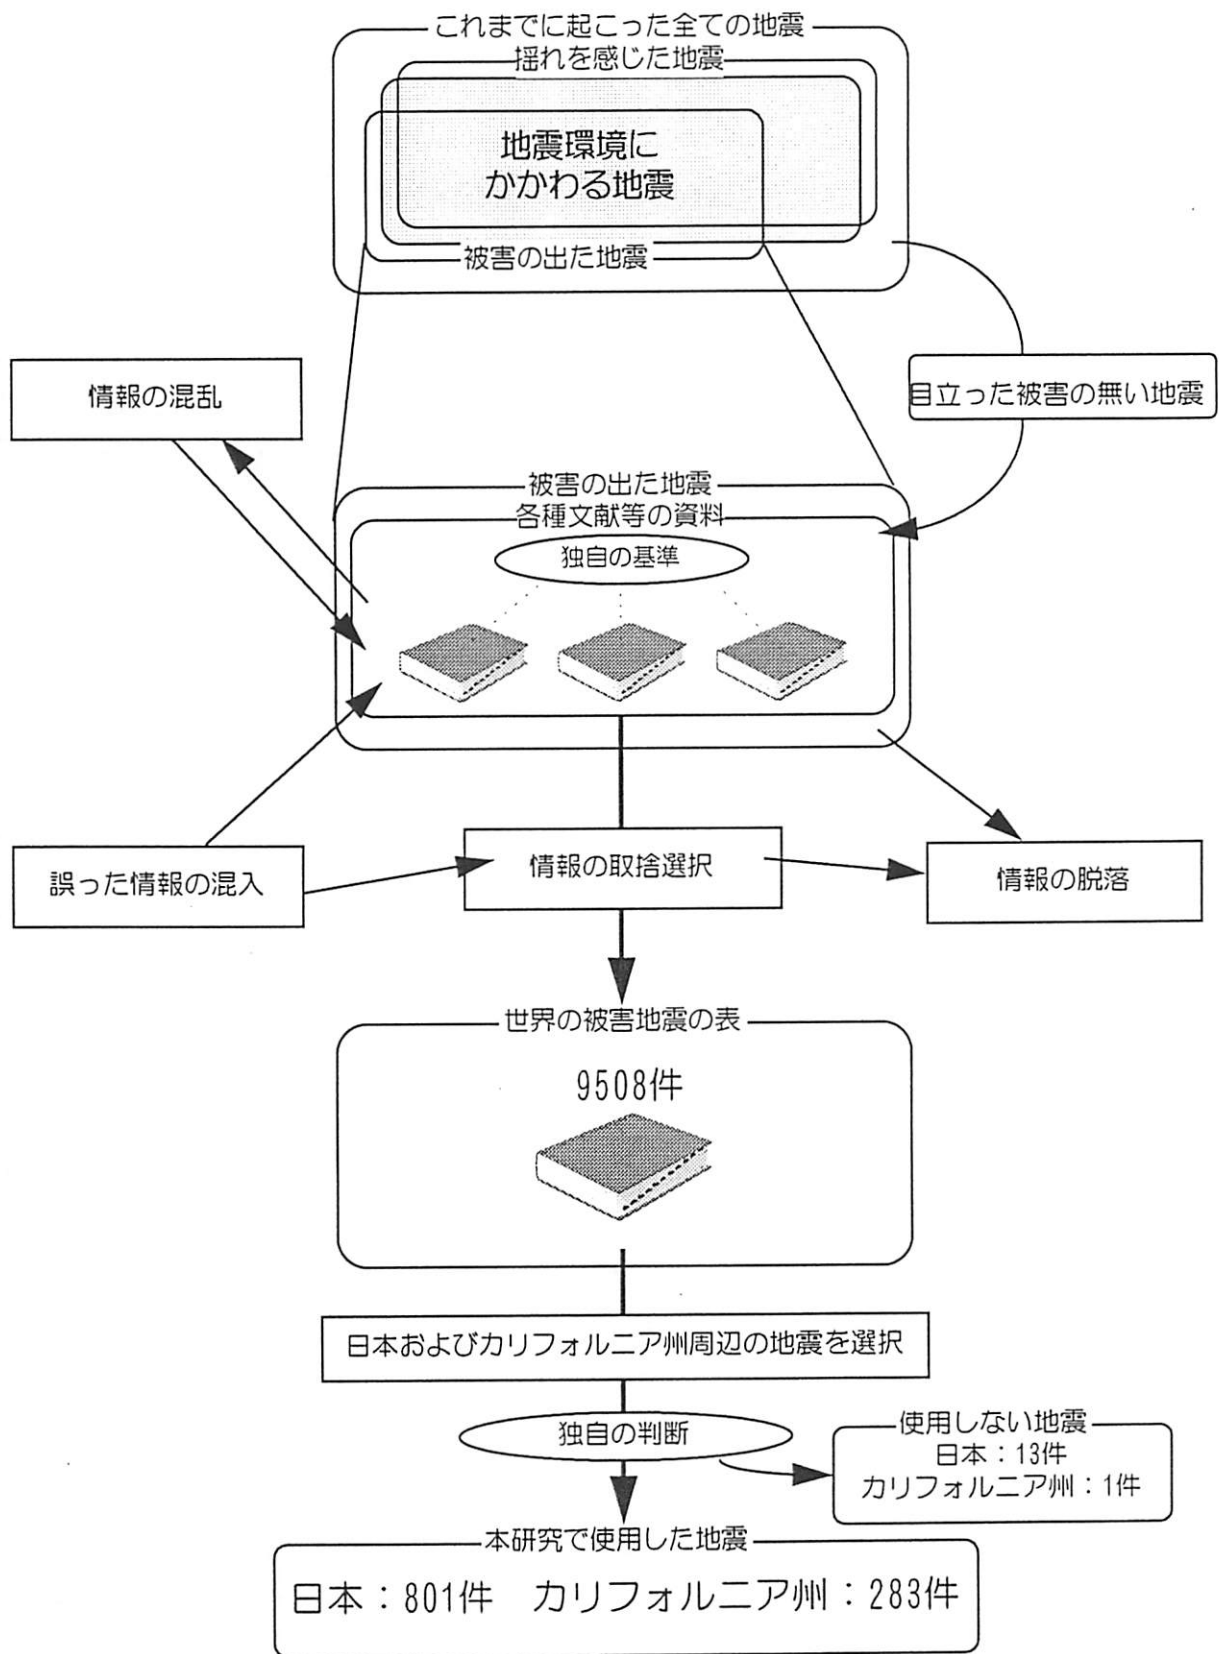 これまでに起こった全ての地震
揺れを感じた地震
地震環境に
かかわる地震
被害の出た地震
情報の混乱
目立った被害の無い地震
被害の出た地震
各種文献等の資料
独自の基準
誤った情報の混入
情報の取捨選択
情報の脱落
世界の被害地震の表
9508件
日本およびカリフォルニア州周辺の地震を選択
独自の判断
使用しない地震
日本：13件
カリフォルニア州：1件
本研究で使用した地震
日本：801件　カリフォルニア州：283件